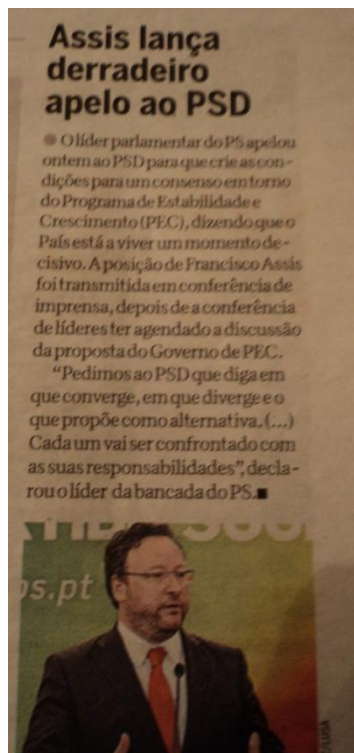 Assis lança
derradeiro
apelo ao PSD
● O líder parlamentar do PS apelou
ontem ao PSD para que crie as con-
dições para um consenso em torno
do Programa de Estabilidade e
Crescimento (PEC), dizendo que o
País está a viver um momento de-
cisivo. A posição de Francisco Assis
foi transmitida em conferência de
imprensa, depois de a conferência
de líderes ter agendado a discussão
da proposta do Governo de PEC.
“Pedimos ao PSD que diga em
que converge, em que diverge e o
que propõe como alternativa. (...)
Cada um vai ser confrontado com
as suas responsabilidades”, decla-
rou o líder da bancada do PS.■
ps.pt
LUSA